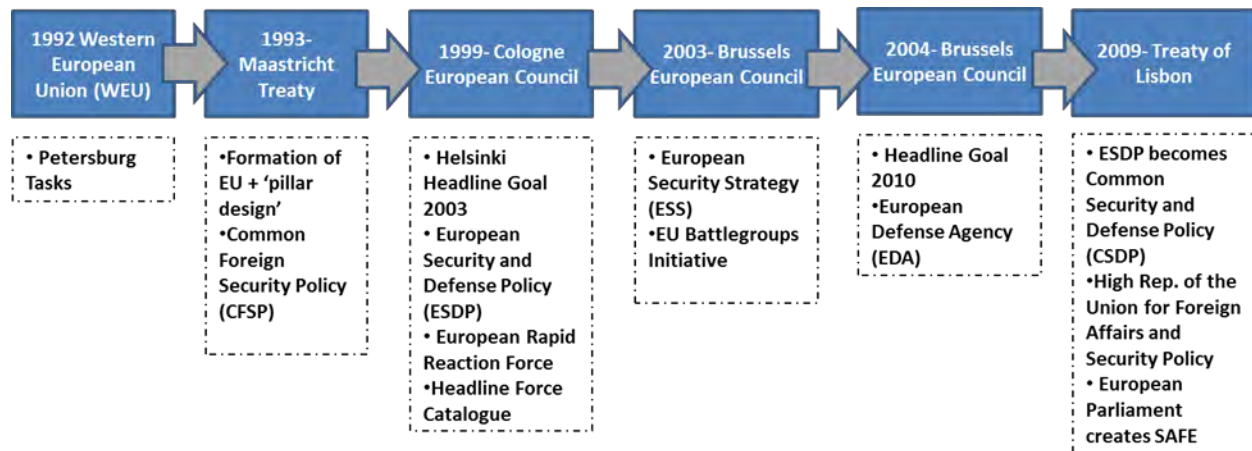 1992 Western
European
Union (WEU)
• Petersburg
Tasks
1993-
Maastricht
Treaty
•Formation of
EU + ‘pillar
design’
•Common
Foreign
Security Policy
(CFSP)
1999- Cologne
European Council
• Helsinki
Headline Goal
2003
• European
Security and
Defense Policy
(ESDP)
• European Rapid
Reaction Force
•Headline Force
Catalogue
2003- Brussels
European Council
• European
Security Strategy
(ESS)
•EU Battlegroups
Initiative
2004- Brussels
European Council
• Headline Goal
2010
•European
Defense Agency
(EDA)
2009- Treaty of
Lisbon
• ESDP becomes
Common
Security and
Defense Policy
(CSDP)
•High Rep. of the
Union for Foreign
Affairs and
Security Policy
• European
Parliament
creates SAFE